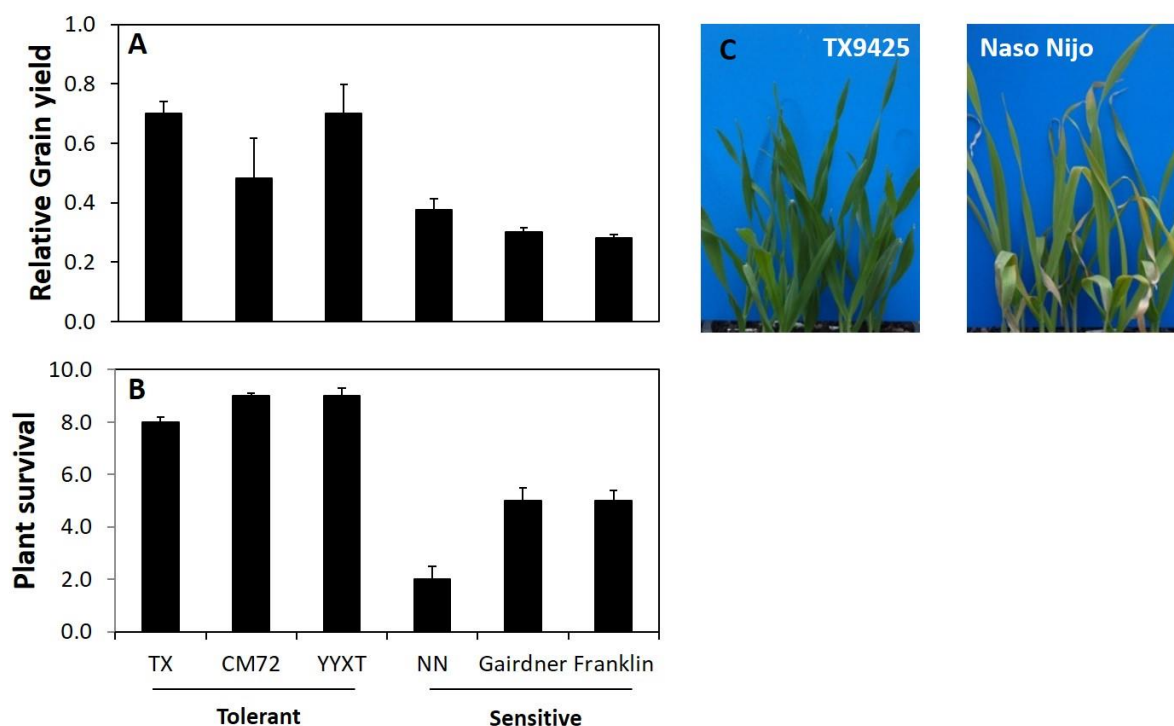 A
Relative Grain yield
1.0
0.8
0.6
0.4
0.2
0.0
B
Plant survival
10.0
8.0
6.0
4.0
2.0
0.0
TX CM72 YYXT NN Gairdner Franklin
Tolerant Sensitive
C TX9425
Naso Nijo